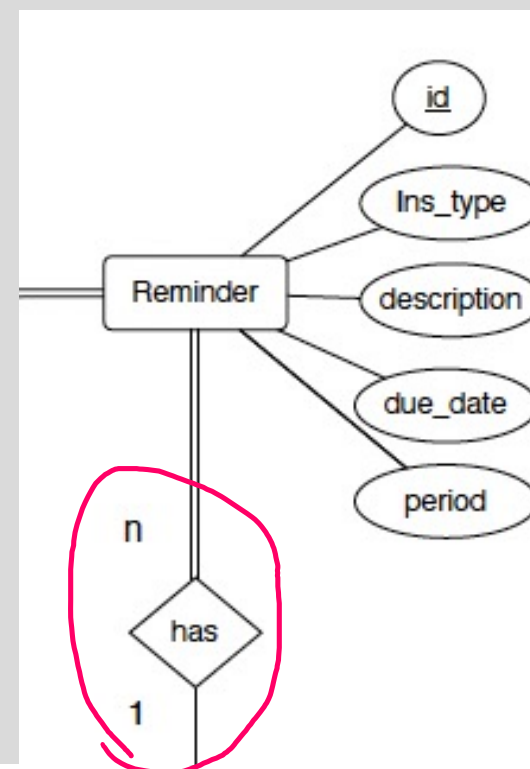 id
Ins_type
Reminder
description
due_date
period
n
has
1